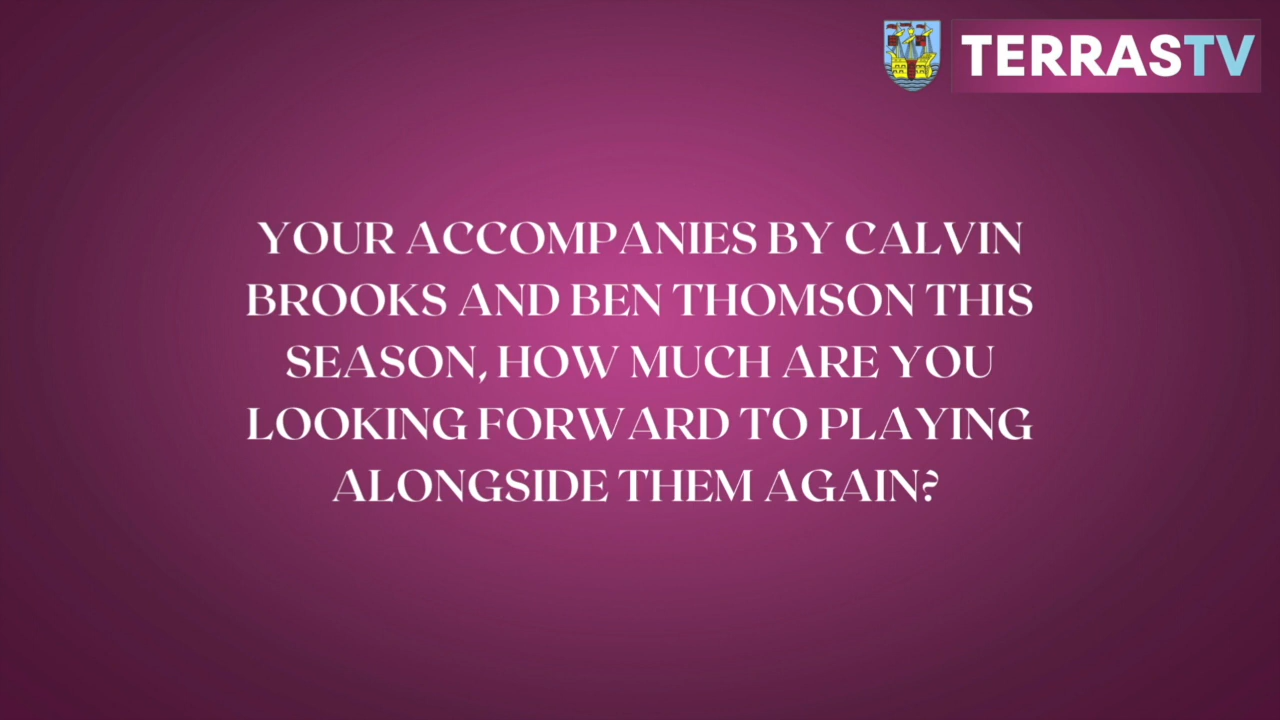 TERRASTV
YOUR ACCOMPANIES BY CALVIN
BROOKS AND BEN THOMSON THIS
SEASON, HOW MUCH ARE YOU
LOOKING FORWARD TO PLAYING
ALONGSIDE THEM AGAIN?